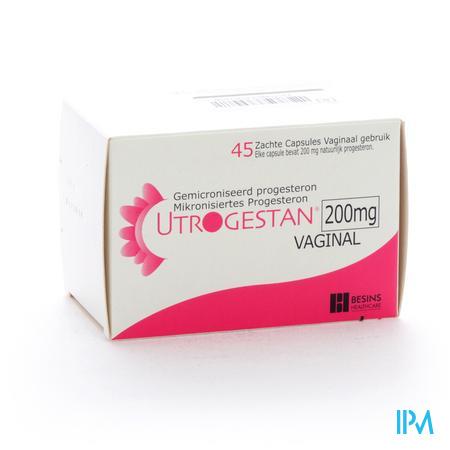 45 Zachte Capsules Vaginaal gebruik
Elke capsule bevat 200 mg natuurlijk progesteron.
Gemicroniseerd progesteron
Mikronisiertes Progesteron
UTROGESTAN® 200mg
VAGINAL
BESINS
HEALTHCARE
IPM